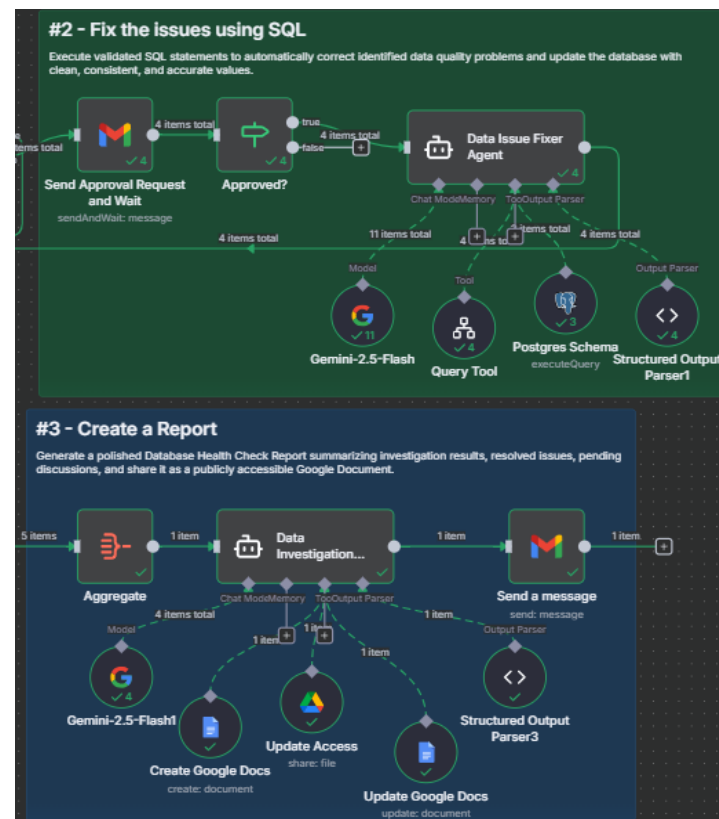 #2 - Fix the issues using SQL
Execute validated SQL statements to automatically correct identified data quality problems and update the database with
clean, consistent, and accurate values.
4 items total
true
4 items total
false
items total
Data Issue Fixer
Agent
4
4
4
Send Approval Request
and Wait
Approved?
sendAndWait: message
Chat Mode
Memory
Too
Output Parser
11 items total
4 items total
4 items total
4
items total
Model
Tool
Output Parser
11
4
3
4
Gemini-2.5-Flash
Query Tool
Postgres Schema
executeQuery
Structured Output
Parser1
#3 - Create a Report
Generate a polished Database Health Check Report summarizing investigation results, resolved issues, pending
discussions, and share it as a publicly accessible Google Document.
5 items
1 item
1 item
1 item
Data
Investigation...
Aggregate
Send a message
send: message
Chat Mode
Memory
Too
Output Parser
4 items total
1 item
1 item
1 item
Model
Output Parser
4
Gemini-2.5-Flash1
Structured Output
Parser3
Update Access
share: file
Create Google Docs
create: document
Update Google Docs
update: document